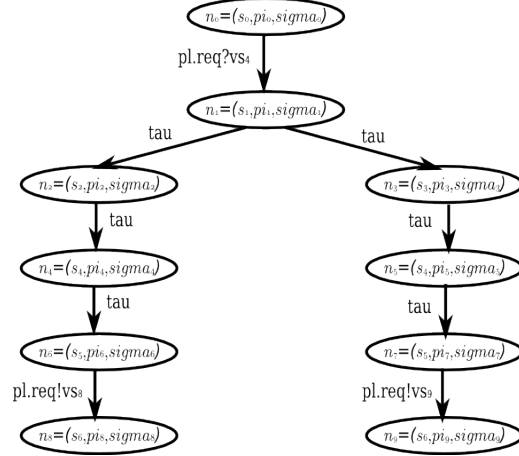 n₀=(s₀,pi₀,sigma₀)
pl.req?vs₄
n₁=(s₁,pi₁,sigma₁)
tau tau
n₂=(s₂,pi₂,sigma₂) n₃=(s₃,pi₃,sigma₃)
tau tau
n₄=(s₄,pi₄,sigma₄) n₅=(s₄,pi₅,sigma₅)
tau tau
n₆=(s₅,pi₆,sigma₆) n₇=(s₅,pi₇,sigma₇)
pl.req!vs₈ pl.req!vs₉
n₈=(s₆,pi₈,sigma₈) n₉=(s₆,pi₉,sigma₉)